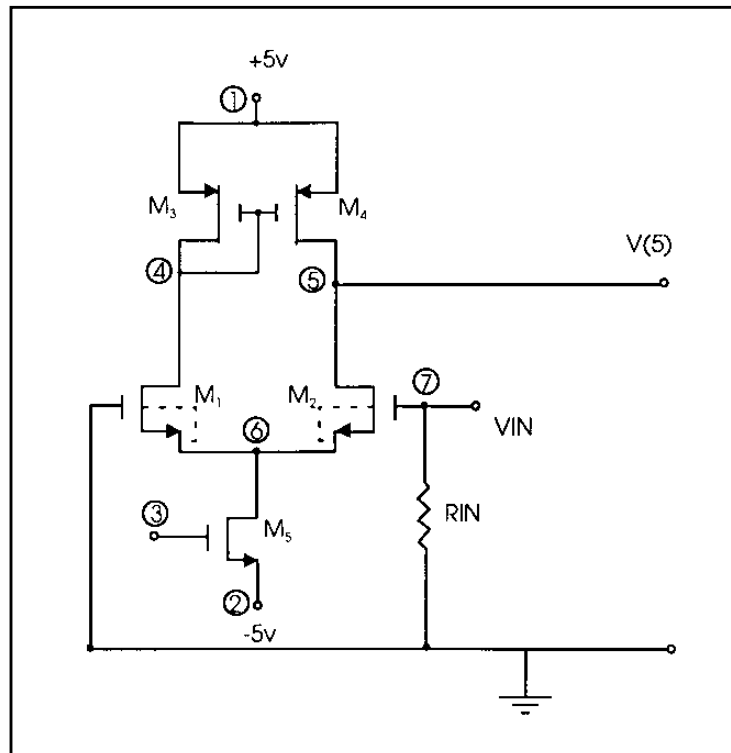 +5v
①
M₃
M₄
④
⑤
V(5)
M₁
M₂
⑦
⑥
VIN
③
M₅
RIN
②
-5v